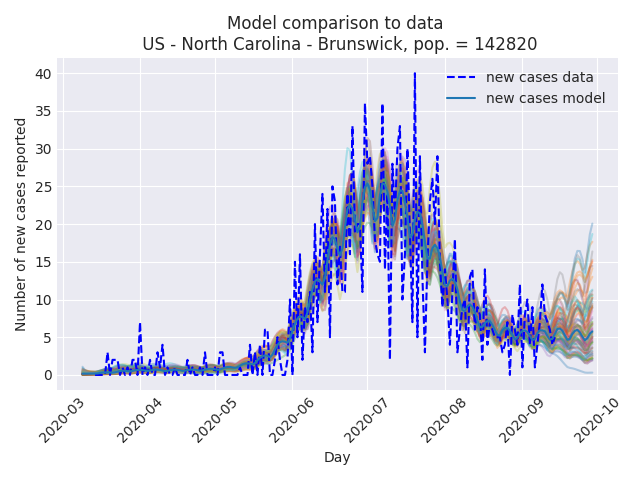 Model comparison to data
US - North Carolina - Brunswick, pop. = 142820
new cases data
new cases model
Number of new cases reported
40
35
30
25
20
15
10
5
0
2020-03
2020-04
2020-05
2020-06
2020-07
2020-08
2020-09
2020-10
Day